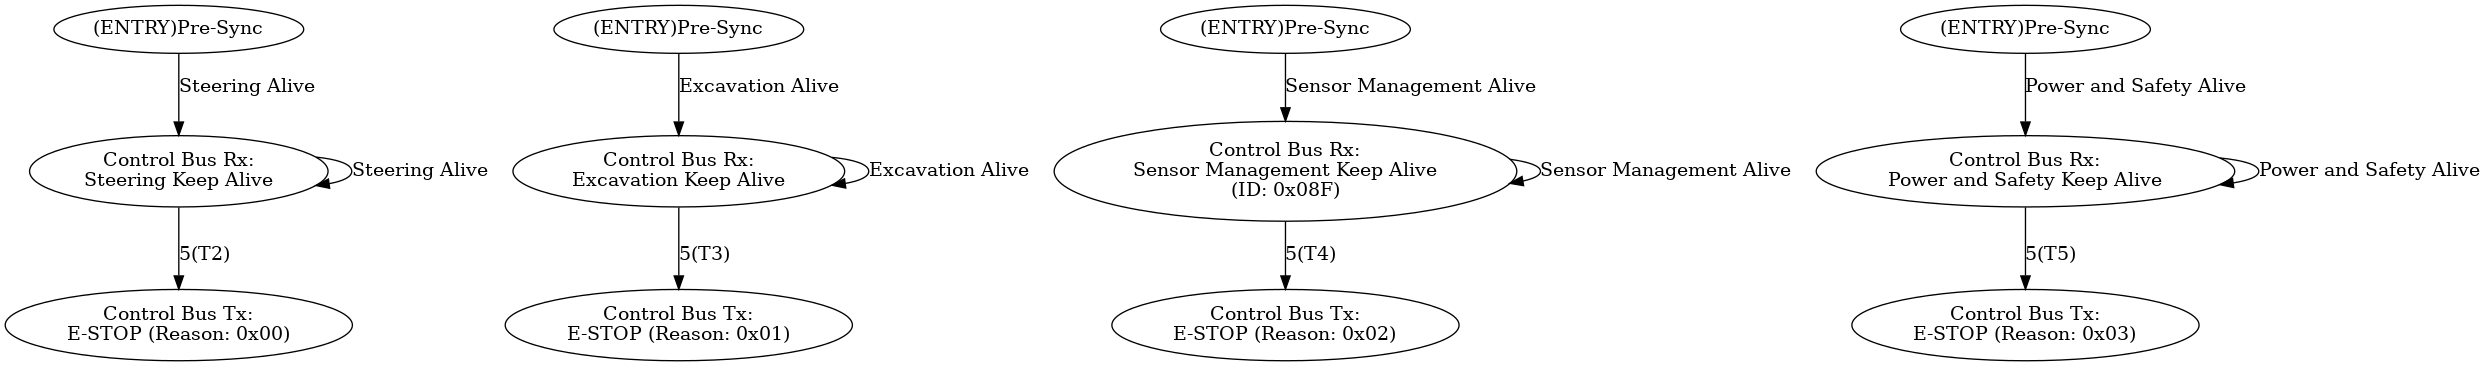 (ENTRY)Pre-Sync
Steering Alive
Control Bus Rx:
Steering Keep Alive
Steering Alive
5(T2)
Control Bus Tx:
E-STOP (Reason: 0x00)
(ENTRY)Pre-Sync
Excavation Alive
Control Bus Rx:
Excavation Keep Alive
Excavation Alive
5(T3)
Control Bus Tx:
E-STOP (Reason: 0x01)
(ENTRY)Pre-Sync
Sensor Management Alive
Control Bus Rx:
Sensor Management Keep Alive
(ID: 0x08F)
Sensor Management Alive
5(T4)
Control Bus Tx:
E-STOP (Reason: 0x02)
(ENTRY)Pre-Sync
Power and Safety Alive
Control Bus Rx:
Power and Safety Keep Alive
Power and Safety Alive
5(T5)
Control Bus Tx:
E-STOP (Reason: 0x03)